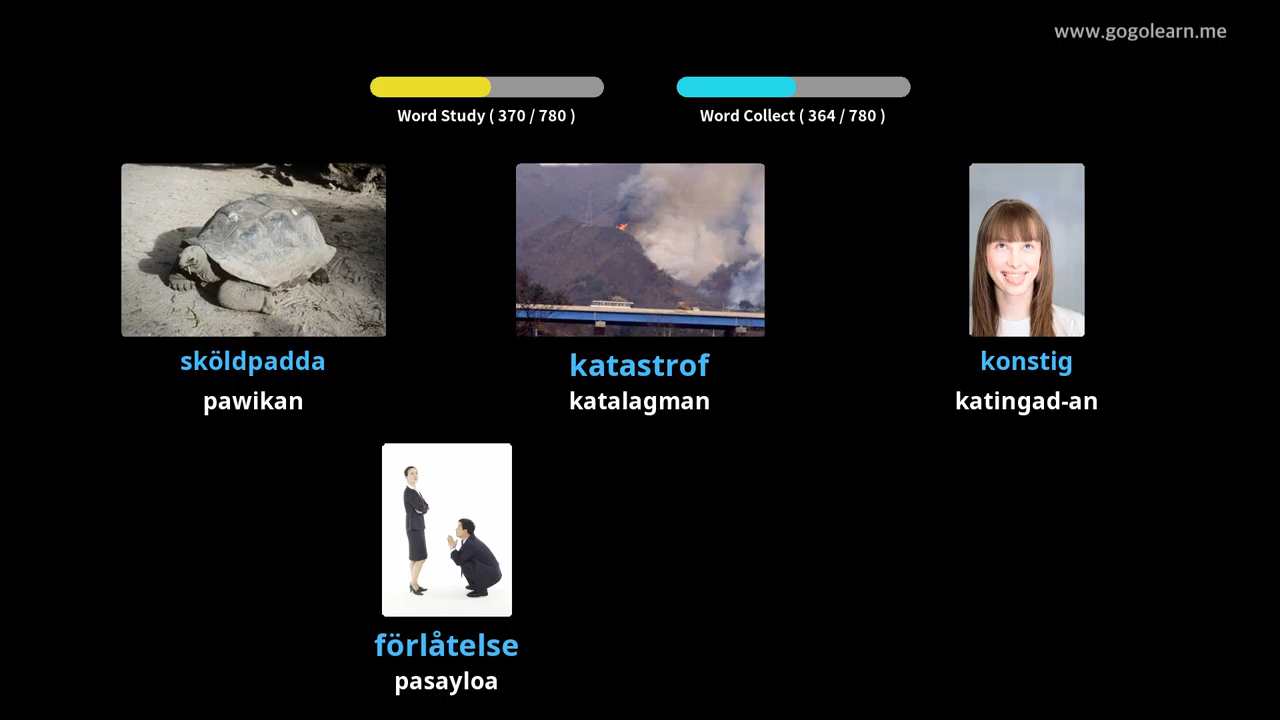 www.gogolearn.me
Word Study ( 370 / 780 )
Word Collect ( 364 / 780 )
sköldpadda
pawikan
katastrof
katalagman
konstig
katingad-an
förlåtelse
pasayloa